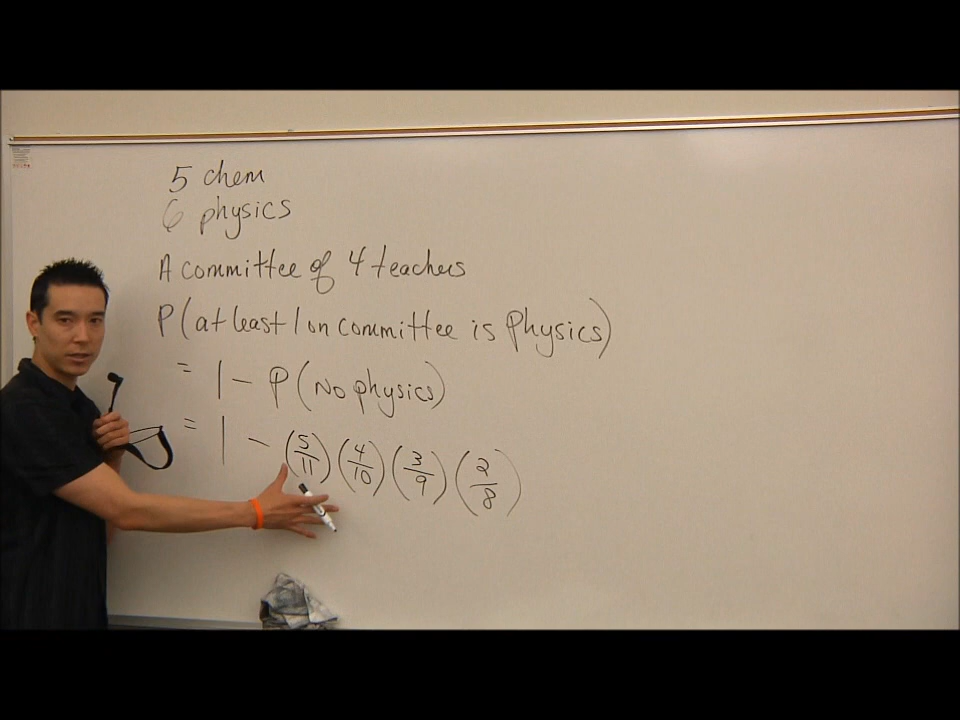 5 chem
6 physics
A committee of 4 teachers
P(at least 1 on committee is physics)
= 1 - P(No physics)
= 1 - (5/11)(4/10)(3/9)(2/8)